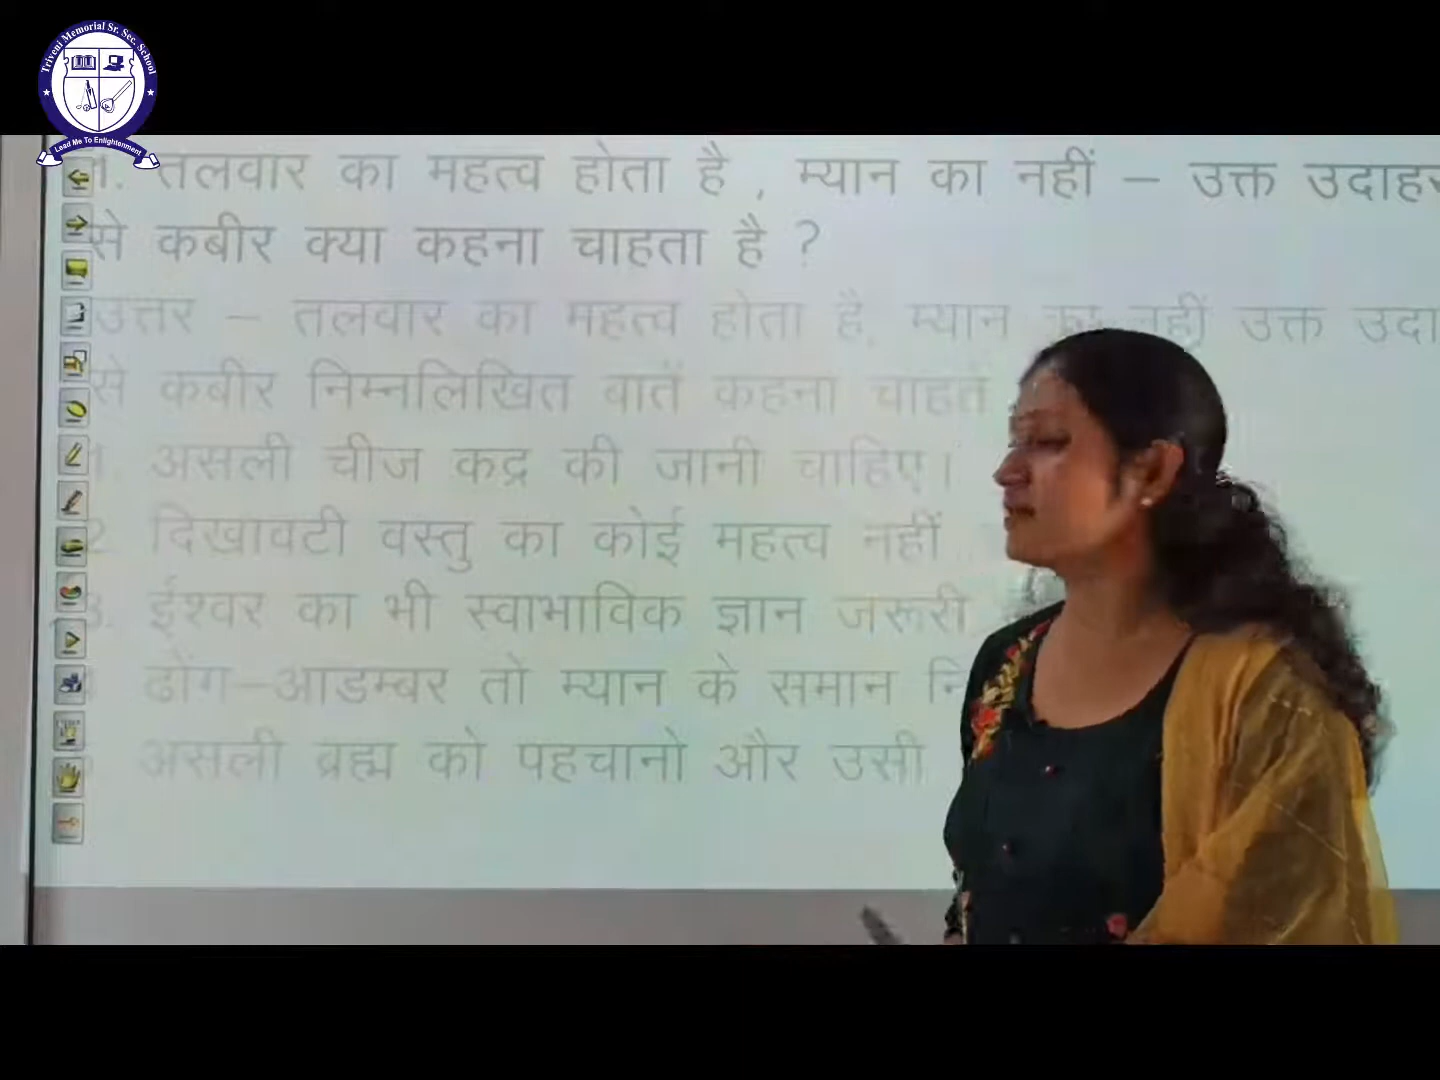 Triveni Memorial Sr. Sec. School
Lead Me To Enlightenment
1. तलवार का महत्व होता है , म्यान का नहीं – उक्त
से कबीर क्या कहना चाहता है ?
उत्तर – तलवार का महत्व होता है, म्यान का नहीं उक्त
से कबीर निम्नलिखित बातें कहना चाहते
1. असली चीज कद्र की जानी चाहिए।
2 दिखावटी वस्तु का कोई महत्व नहीं
3. ईश्वर का भी स्वाभाविक ज्ञान जरूरी
ढोंग–आडम्बर तो म्यान के समान
असली ब्रह्म को पहचानो और उसी